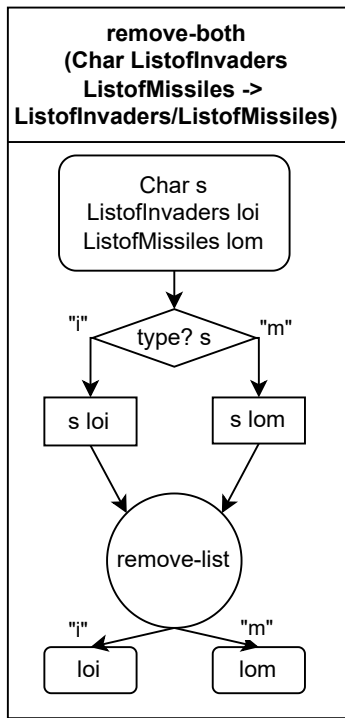 remove-both
(Char ListofInvaders
ListofMissiles ->
ListofInvaders/ListofMissiles)
Char s
ListofInvaders loi
ListofMissiles lom
"i"
type? s
"m"
s loi
s lom
remove-list
"i"
"m"
loi
lom